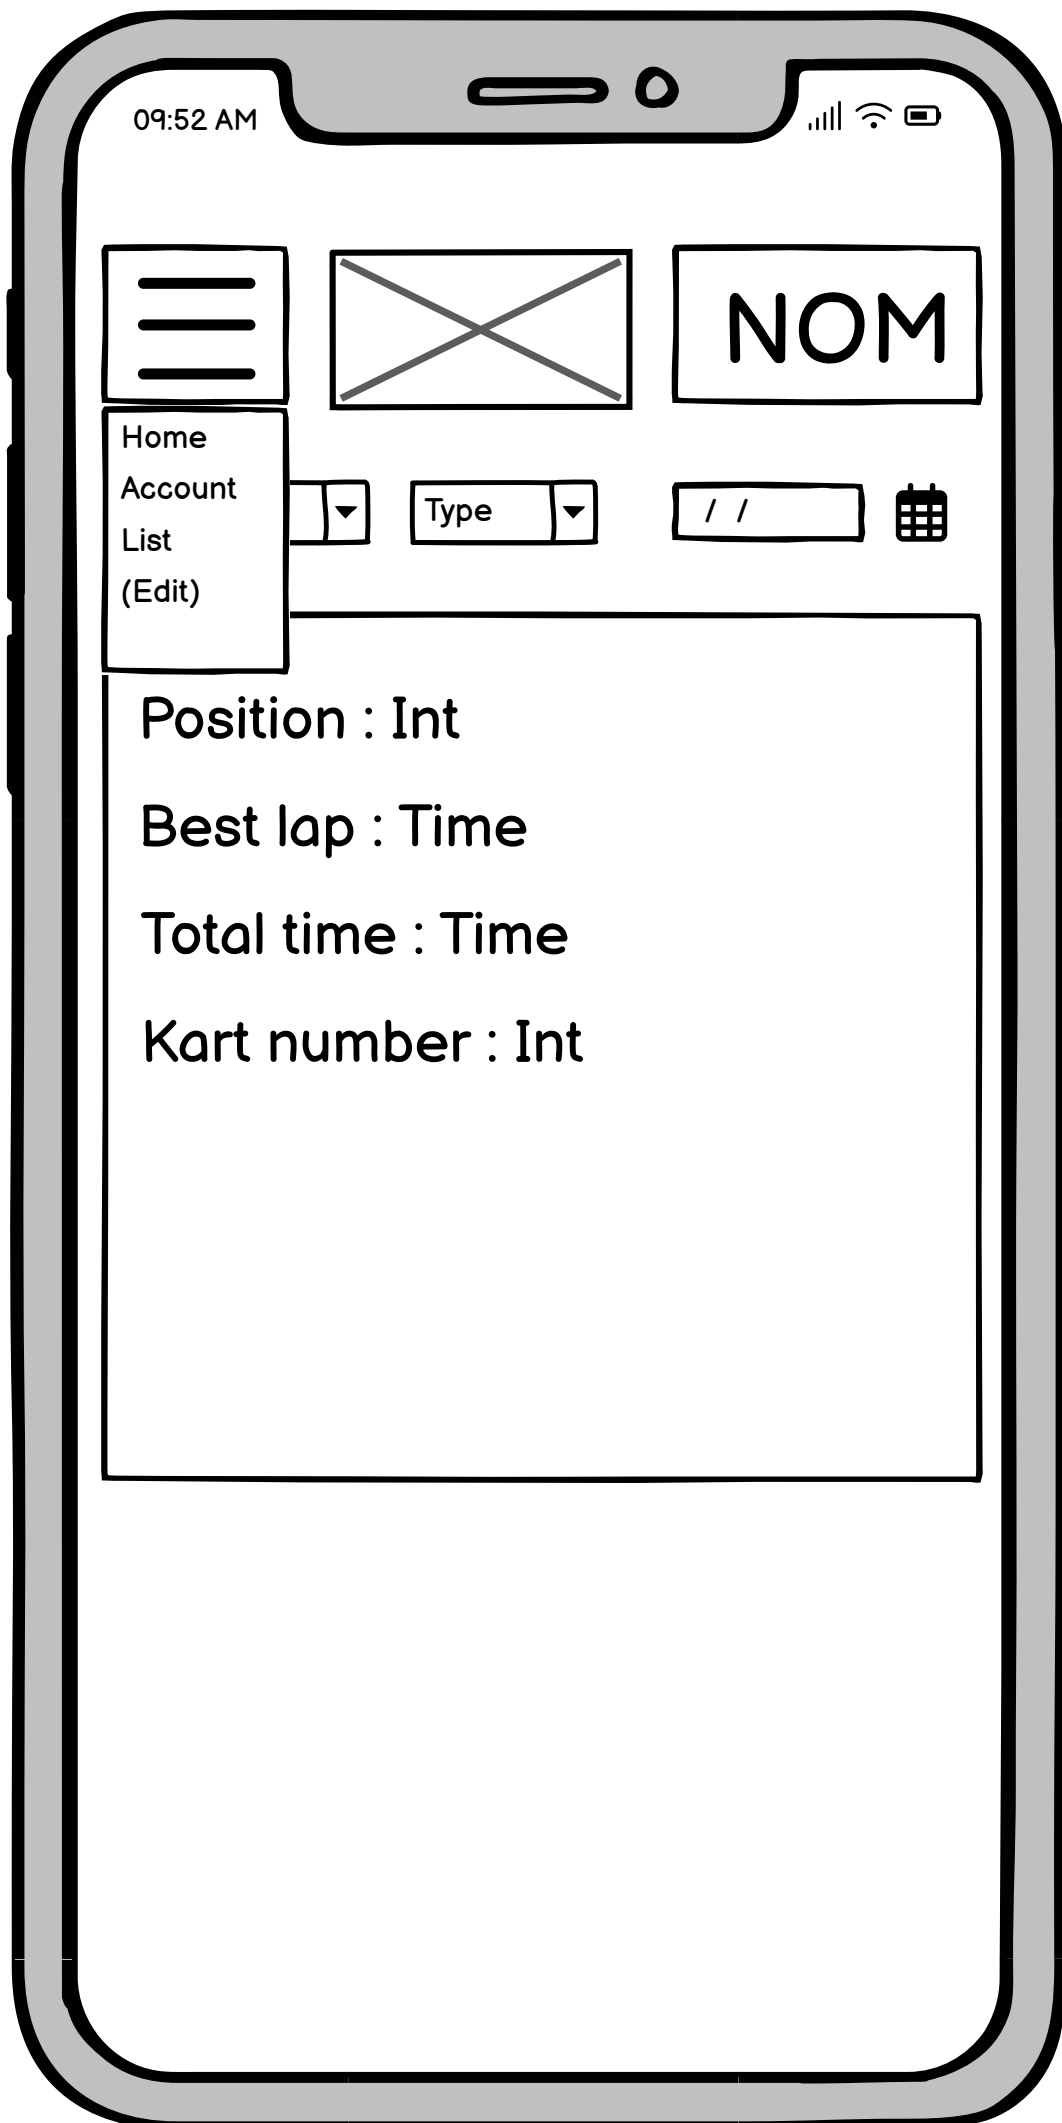 09:52 AM
NOM
Home
Account
List
(Edit)
Type
/ /
Position : Int
Best lap : Time
Total time : Time
Kart number : Int